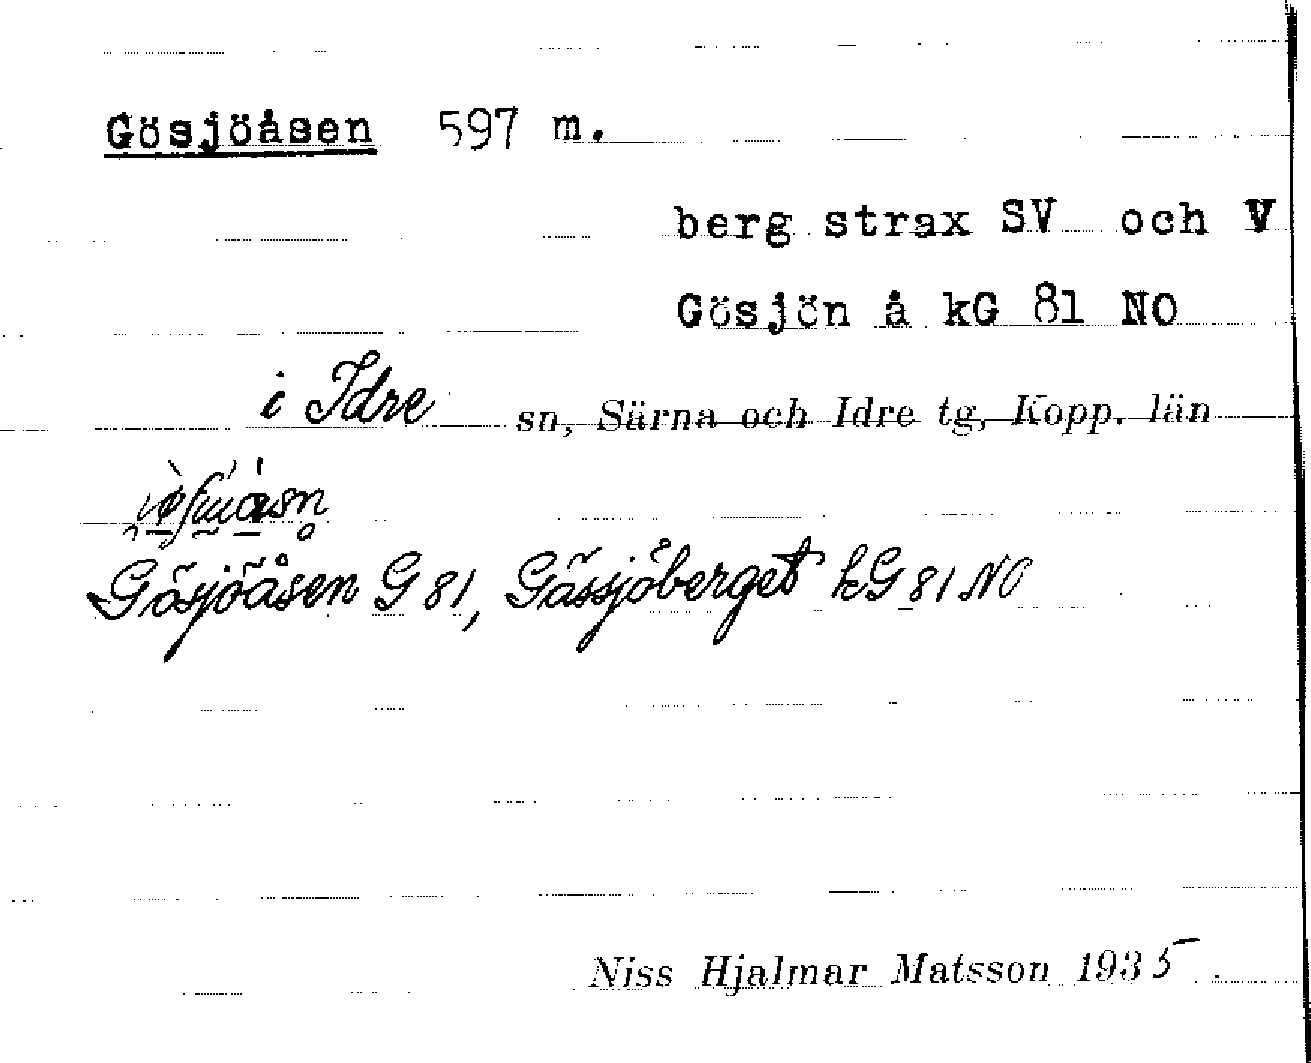 Gösjöåsen 597 m.
berg strax SV och V
Gösjön å kG 81 NO
i Idre sn, Särna och Idre tg, Kopp. län
Gösjöåsen G 81, Gässjöberget kG 81 NO
Niss Hjalmar Matsson 1935.